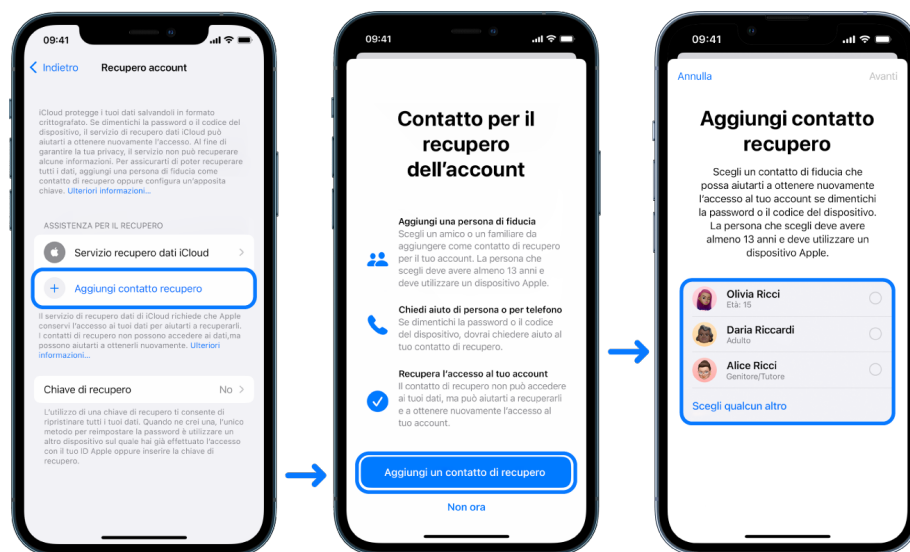 09:41
Indietro
Recupero account
iCloud protegge i tuoi dati salvandoli in formato
crittografato. Se dimentichi la password o il codice del
dispositivo, il servizio di recupero dati iCloud può
aiutarti a ottenere nuovamente l'accesso. Al fine di
garantire la tua privacy, il servizio non può recuperare
alcune informazioni. Per assicurarti di poter recuperare
tutti i dati, aggiungi una persona di fiducia come
contatto di recupero oppure configura un'apposita
chiave. Ulteriori informazioni...
ASSISTENZA PER IL RECUPERO
Servizio recupero dati iCloud
Aggiungi contatto recupero
Il servizio di recupero dati di iCloud richiede che Apple
conservi l'accesso ai tuoi dati per aiutarti a recuperarli.
I contatti di recupero non possono accedere ai dati,ma
possono aiutarti a ottenerli nuovamente. Ulteriori
informazioni...
Chiave di recupero No
L'utilizzo di una chiave di recupero ti consente di
ripristinare tutti i tuoi dati. Quando ne crei una, l'unico
metodo per reimpostare la password è utilizzare un
altro dispositivo sul quale hai già effettuato l'accesso
con il tuo ID Apple oppure inserire la chiave di
recupero.
09:41
Contatto per il
recupero
dell'account
Aggiungi una persona di fiducia
Scegli un amico o un familiare da
aggiungere come contatto di recupero
per il tuo account. La persona che
scegli deve avere almeno 13 anni e
deve utilizzare un dispositivo Apple.
Chiedi aiuto di persona o per telefono
Se dimentichi la password o il codice
del dispositivo, dovrai chiedere aiuto al
tuo contatto di recupero.
Recupera l'accesso al tuo account
Il contatto di recupero non può accedere
ai tuoi dati, ma può aiutarti a recuperarli
e a ottenere nuovamente l'accesso al
tuo account.
Aggiungi un contatto di recupero
Non ora
09:41
Annulla
Avanti
Aggiungi contatto
recupero
Scegli un contatto di fiducia che
possa aiutarti a ottenere nuovamente
l'accesso al tuo account se dimentichi
la password o il codice del dispositivo.
La persona che scegli deve avere
almeno 13 anni e deve utilizzare un
dispositivo Apple.
Olivia Ricci
Età: 15
Daria Riccardi
Adulto
Alice Ricci
Genitore/Tutore
Scegli qualcun altro